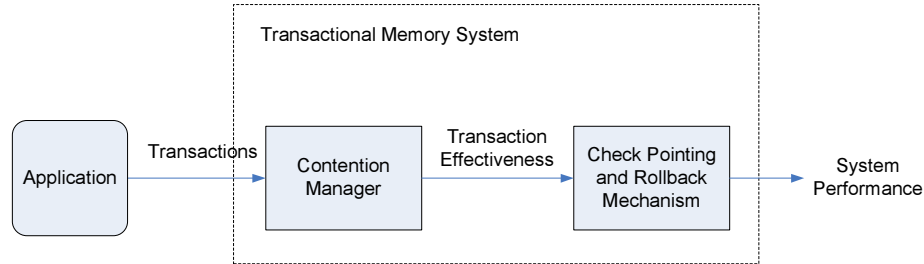 Transactional Memory System
Application
Transactions
Contention
Manager
Transaction
Effectiveness
Check Pointing
and Rollback
Mechanism
System
Performance